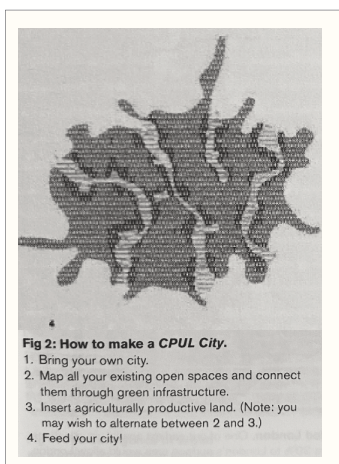 4
Fig 2: How to make a CPUL City.
1. Bring your own city.
2. Map all your existing open spaces and connect
them through green infrastructure.
3. Insert agriculturally productive land. (Note: you
may wish to alternate between 2 and 3.)
4. Feed your city!